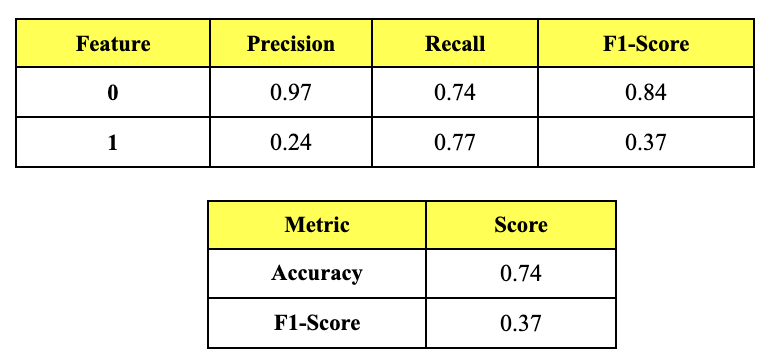 Feature Precision Recall F1-Score
0 0.97 0.74 0.84
1 0.24 0.77 0.37
Metric Score
Accuracy 0.74
F1-Score 0.37